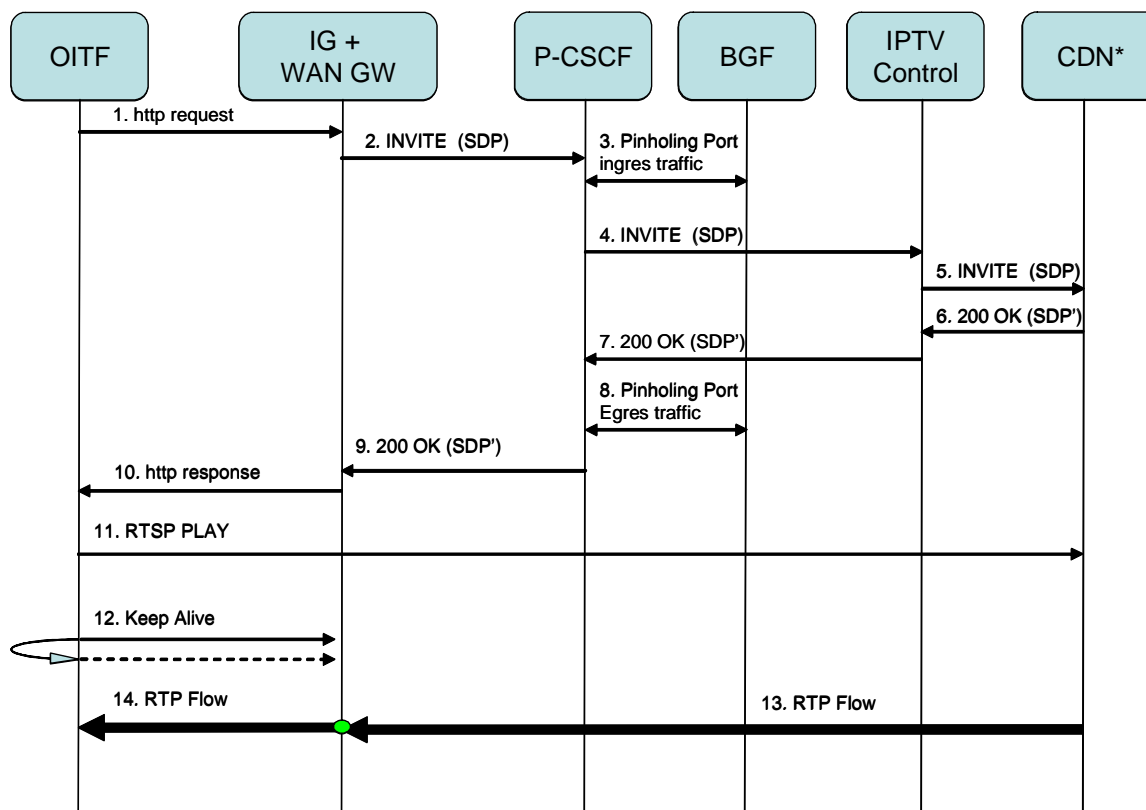 OITF
IG +
WAN GW
P-CSCF
BGF
IPTV
Control
CDN*
1. http request
2. INVITE (SDP)
3. Pinholing Port
ingres traffic
4. INVITE (SDP)
5. INVITE (SDP)
6. 200 OK (SDP')
7. 200 OK (SDP')
8. Pinholing Port
Egres traffic
9. 200 OK (SDP')
10. http response
11. RTSP PLAY
12. Keep Alive
14. RTP Flow
13. RTP Flow